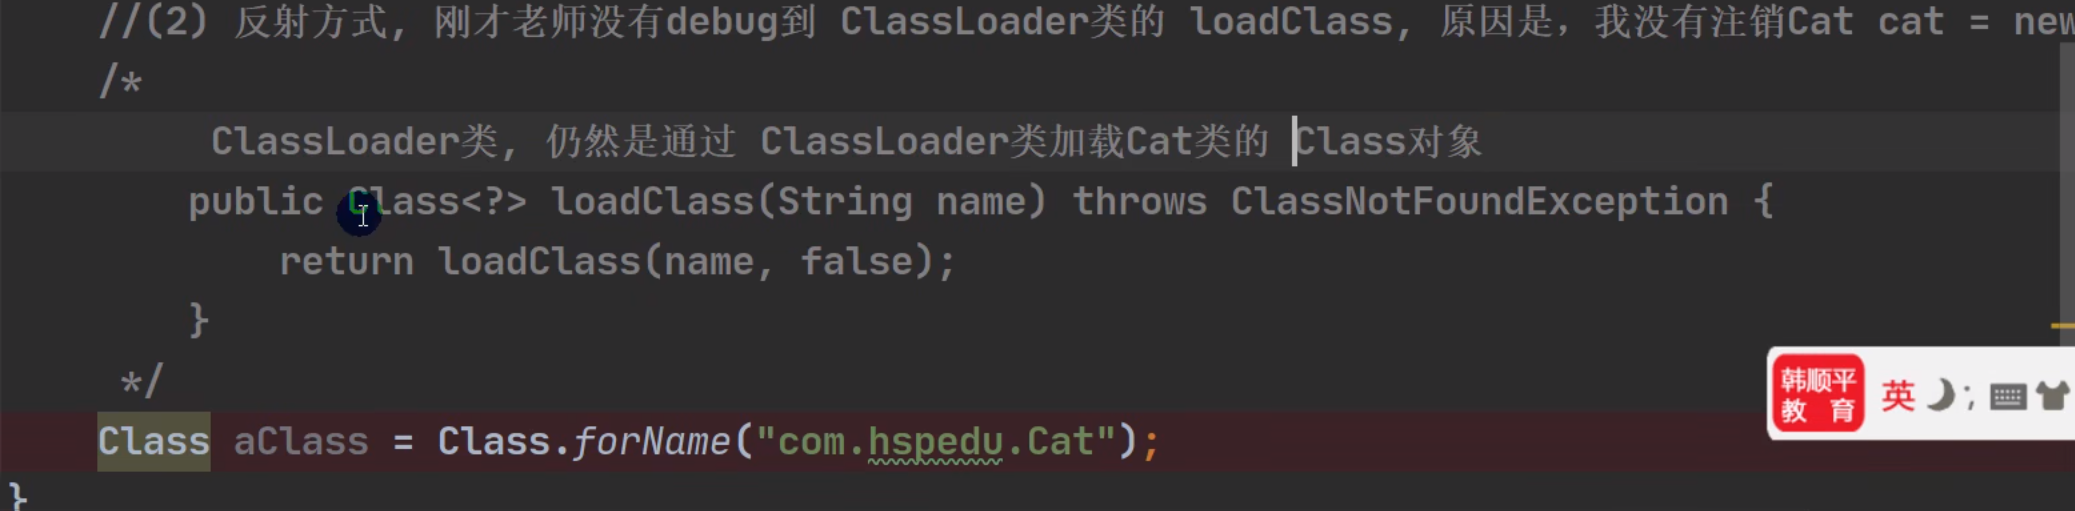 //(2) 反射方式, 刚才老师没有debug到 ClassLoader类的 loadClass, 原因是，我没有注销Cat cat = new
/*
ClassLoader类, 仍然是通过 ClassLoader类加载Cat类的 Class对象
public Class<?> loadClass(String name) throws ClassNotFoundException {
return loadClass(name, false);
}
*/
Class aClass = Class.forName("com.hspedu.Cat");
}
韩顺平
教 育
英